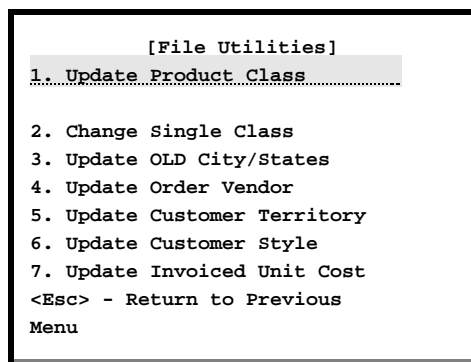 [File Utilities]
1. Update Product Class
2. Change Single Class
3. Update OLD City/States
4. Update Order Vendor
5. Update Customer Territory
6. Update Customer Style
7. Update Invoiced Unit Cost
<Esc> - Return to Previous
Menu